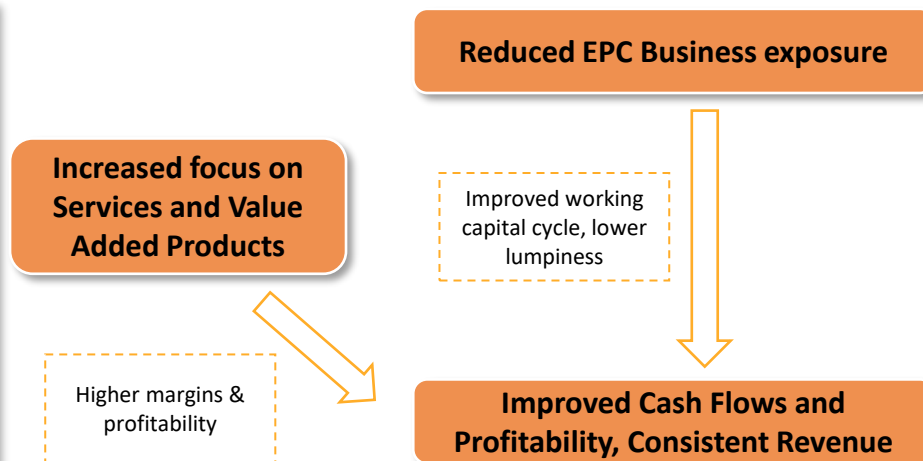 Reduced EPC Business exposure
Increased focus on
Services and Value
Added Products
Improved working
capital cycle, lower
lumpiness
Higher margins &
profitability
Improved Cash Flows and
Profitability, Consistent Revenue